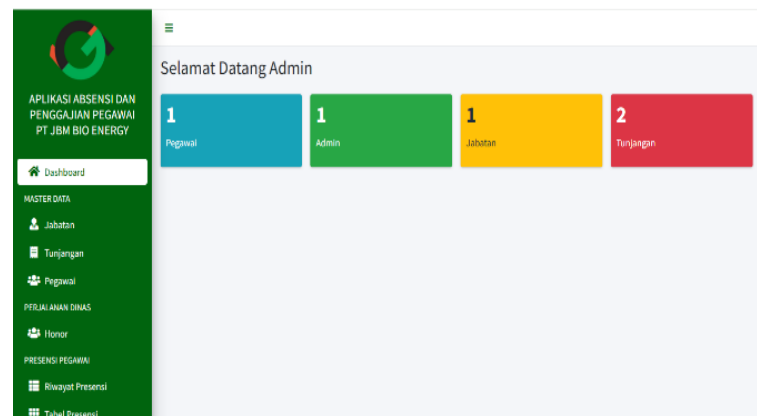 APLIKASI ABSENSI DAN
PENGGAJIAN PEGAWAI
PT JBM BIO ENERGY
Dashboard
MASTER DATA
Jabatan
Tunjangan
Pegawai
PERJALANAN DINAS
Honor
PRESENSI PEGAWAI
Riwayat Presensi
Tabel Presensi
Selamat Datang Admin
1
Pegawai
1
Admin
1
Jabatan
2
Tunjangan